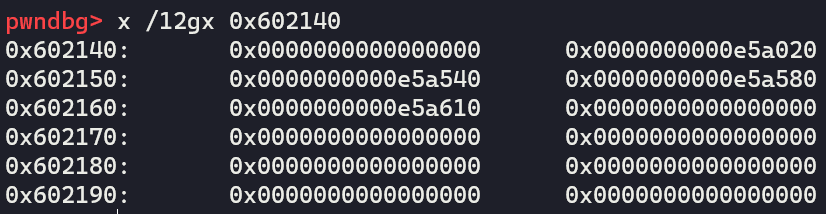 pwndbg> x /12gx 0x602140
0x602140: 0x0000000000000000 0x0000000000e5a020
0x602150: 0x0000000000e5a540 0x0000000000e5a580
0x602160: 0x0000000000e5a610 0x0000000000000000
0x602170: 0x0000000000000000 0x0000000000000000
0x602180: 0x0000000000000000 0x0000000000000000
0x602190: 0x0000000000000000 0x0000000000000000